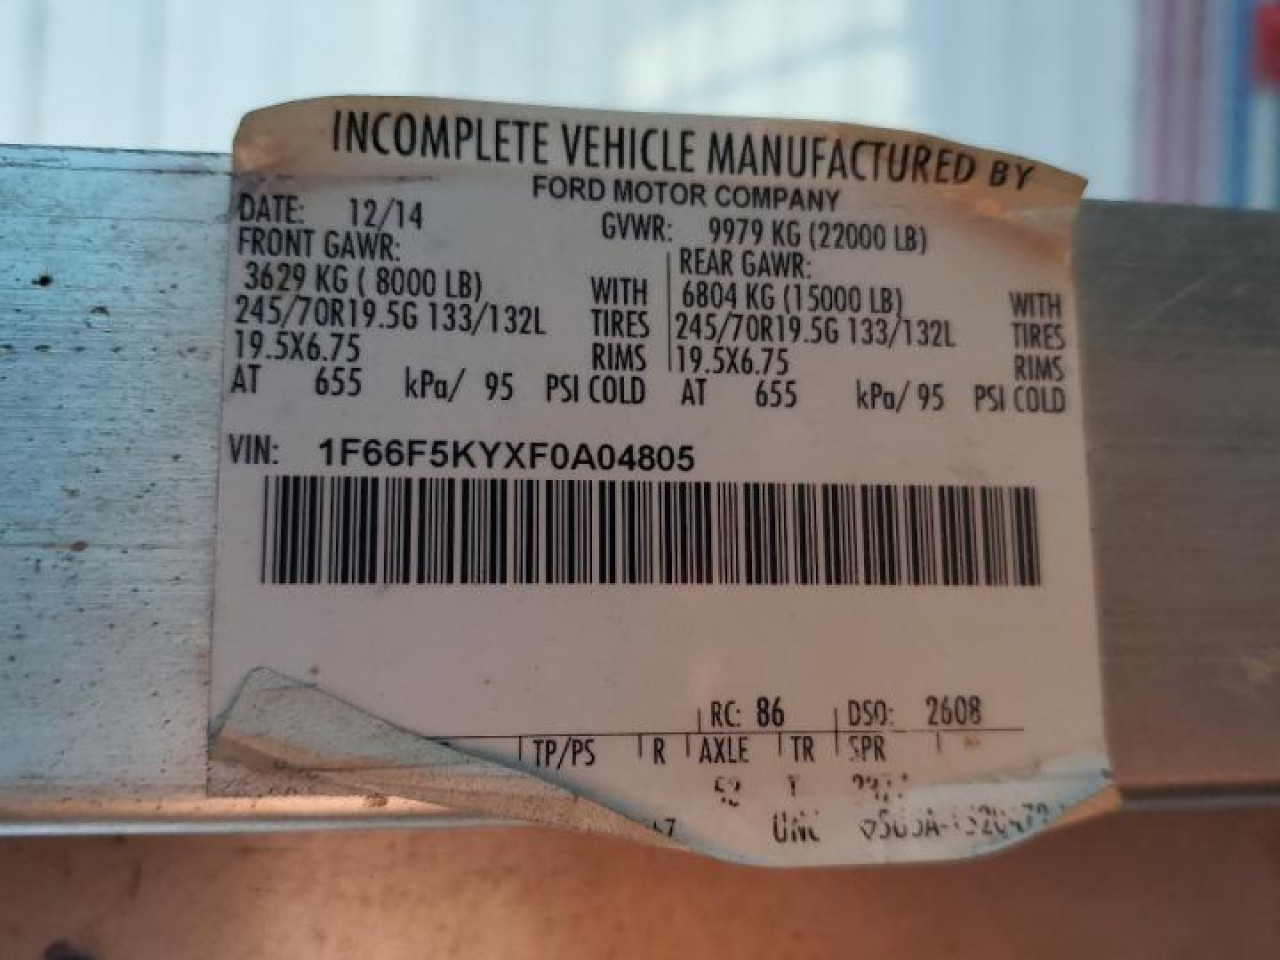 INCOMPLETE VEHICLE MANUFACTURED BY
FORD MOTOR COMPANY
DATE: 12/14 GVWR: 9979 KG (22000 LB)
FRONT GAWR: REAR GAWR:
3629 KG ( 8000 LB) WITH 6804 KG (15000 LB) WITH
245/70R19.5G 133/132L TIRES 245/70R19.5G 133/132L TIRES
19.5X6.75 RIMS 19.5X6.75 RIMS
AT 655 kPa/ 95 PSI COLD AT 655 kPa/ 95 PSI COLD
VIN: 1F66F5KYXF0A04805
RC: 86 DSO: 2608
TP/PS R AXLE TR SPR